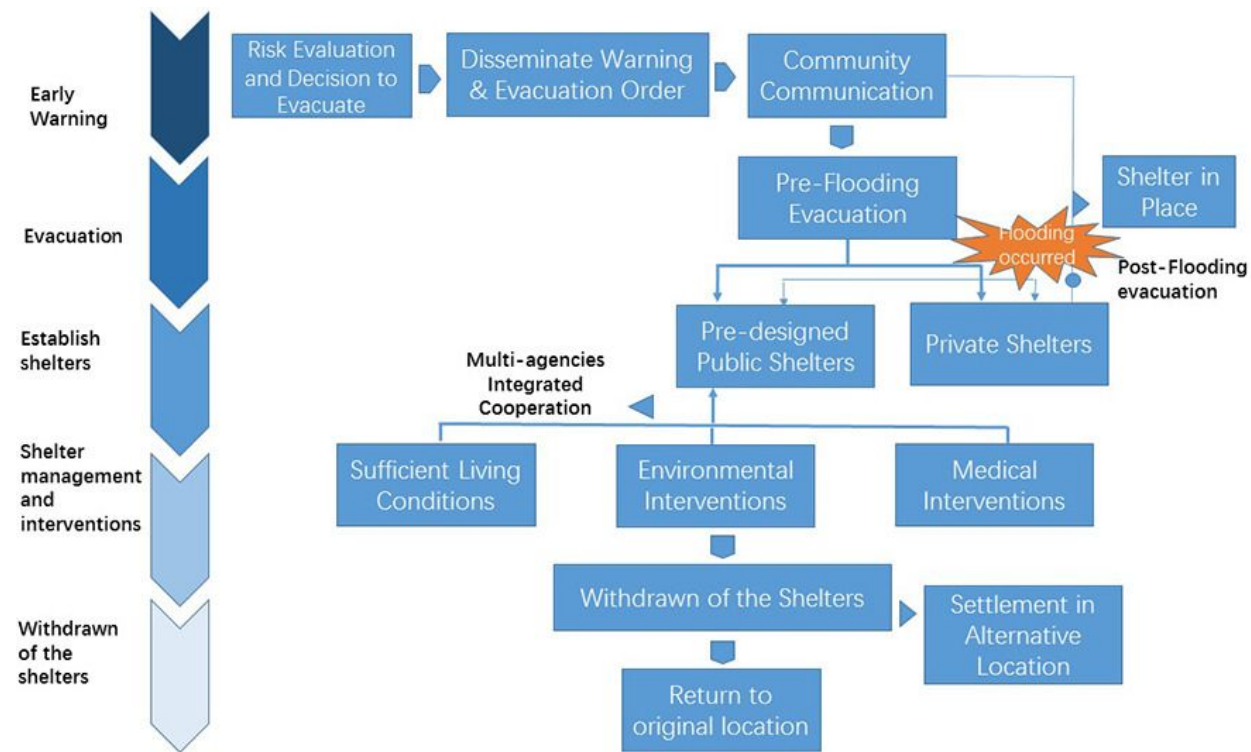 Early
Warning
Risk Evaluation
and Decision to
Evacuate
Disseminate Warning
& Evacuation Order
Community
Communication
Evacuation
Pre-Flooding
Evacuation
Shelter in
Place
Flooding
occurred
Post-Flooding
evacuation
Establish
shelters
Pre-designed
Public Shelters
Private Shelters
Multi-agencies
Integrated
Cooperation
Shelter
management
and
interventions
Sufficient Living
Conditions
Environmental
Interventions
Medical
Interventions
Withdrawn
of the
shelters
Withdrawn of the Shelters
Settlement in
Alternative
Location
Return to
original location